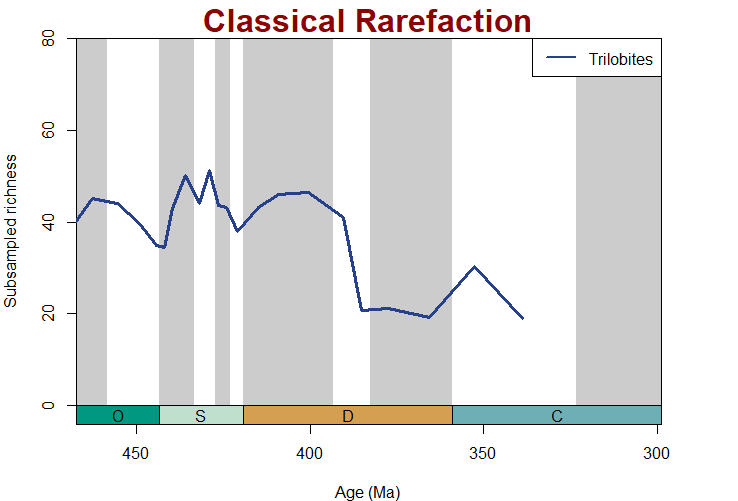 Classical Rarefaction
80
60
40
20
0
Subsampled richness
Trilobites
O S D C
450 400 350 300
Age (Ma)